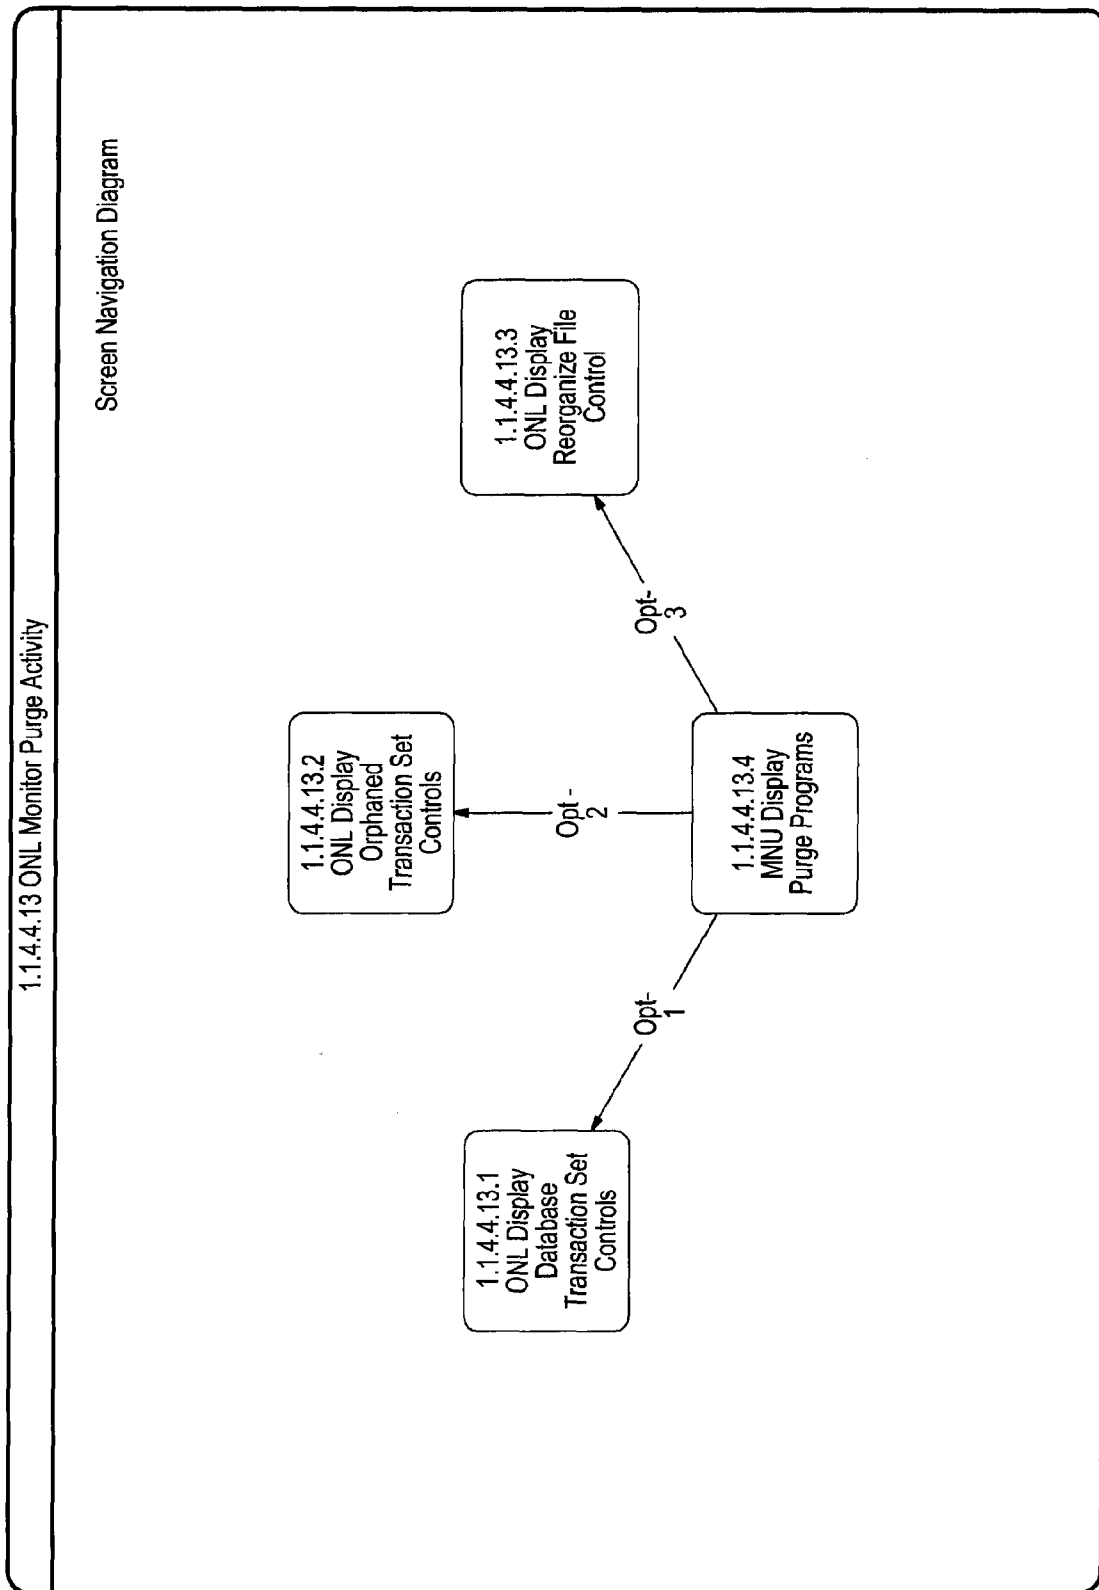 1.1.4.4.13 ONL Monitor Purge Activity
Screen Navigation Diagram
1.1.4.4.13.2
ONL Display
Orphaned
Transaction Set
Controls
1.1.4.4.13.1
ONL Display
Database
Transaction Set
Controls
1.1.4.4.13.3
ONL Display
Reorganize File
Control
Opt-
1
Opt -
2
Opt-
3
1.1.4.4.13.4
MNU Display
Purge Programs